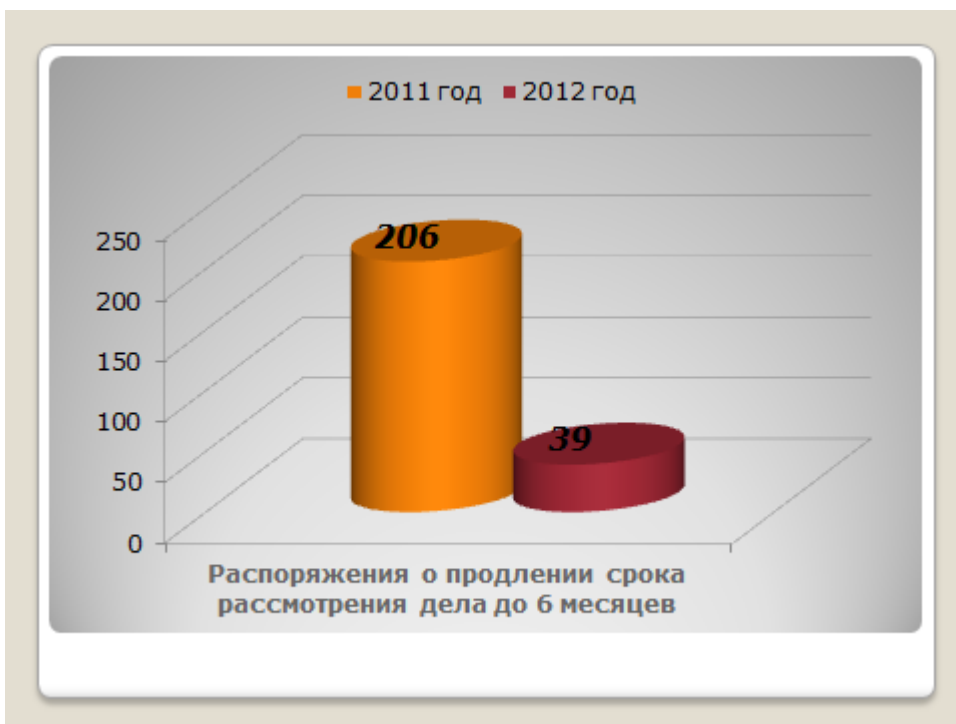 2011 год 2012 год
250
200
150
100
50
0
206
39
Распоряжения о продлении срока
рассмотрения дела до 6 месяцев